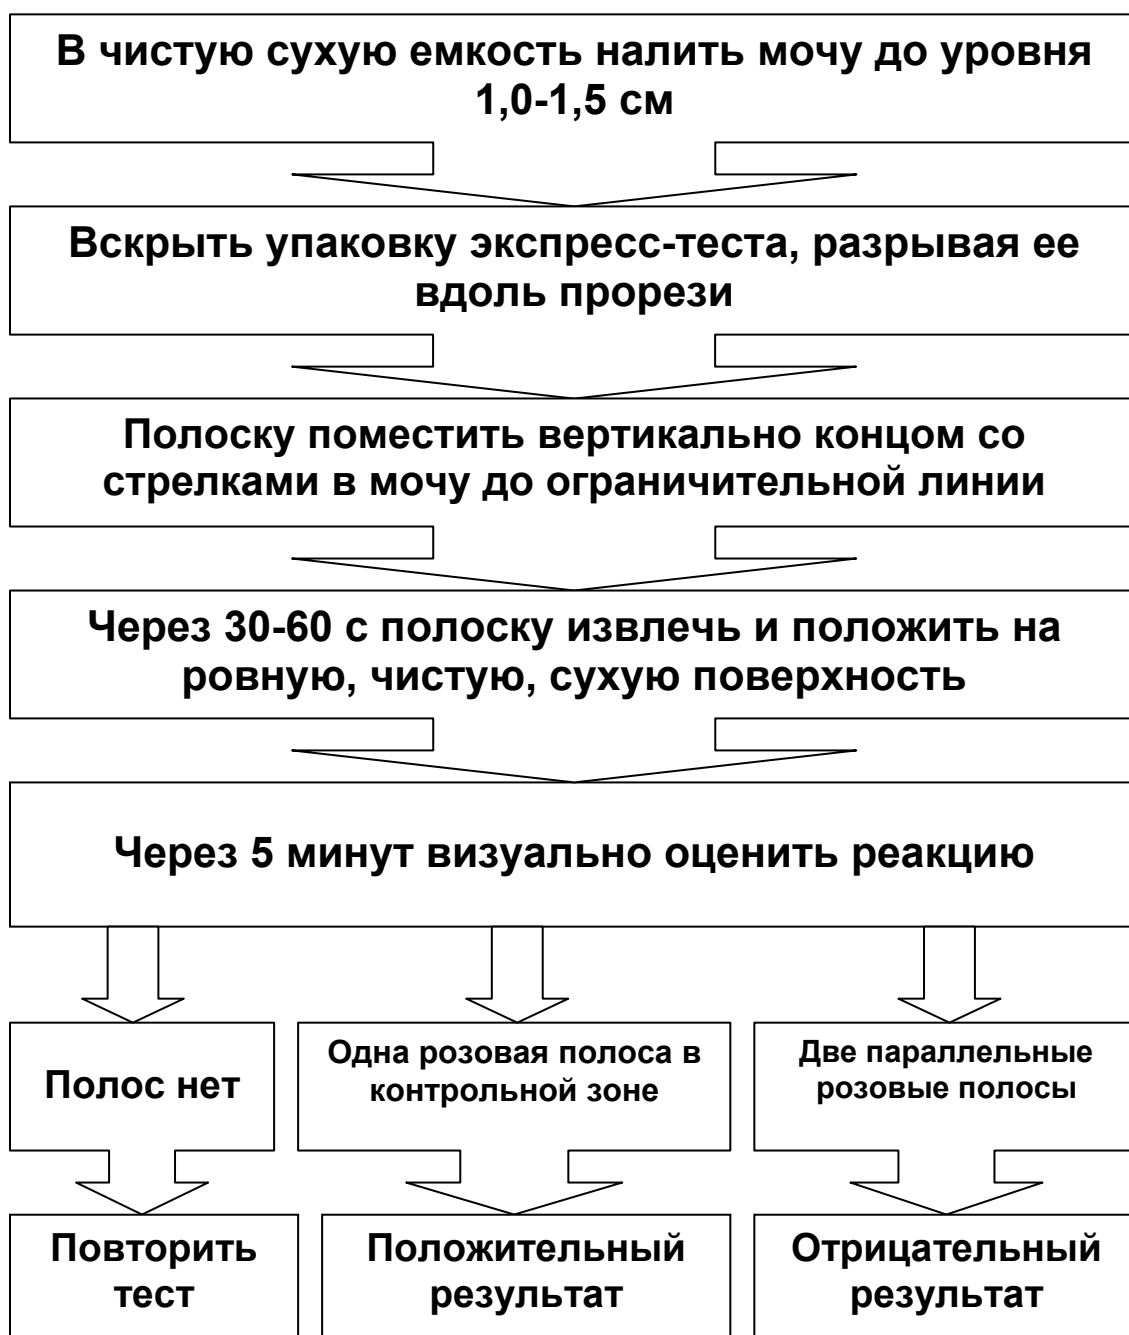 В чистую сухую емкость налить мочу до уровня
1,0-1,5 см
Вскрыть упаковку экспресс-теста, разрывая ее
вдоль прорези
Полоску поместить вертикально концом со
стрелками в мочу до ограничительной линии
Через 30-60 с полоску извлечь и положить на
ровную, чистую, сухую поверхность
Через 5 минут визуально оценить реакцию
Полос нет
Одна розовая полоса в
контрольной зоне
Две параллельные
розовые полосы
Повторить
тест
Положительный
результат
Отрицательный
результат